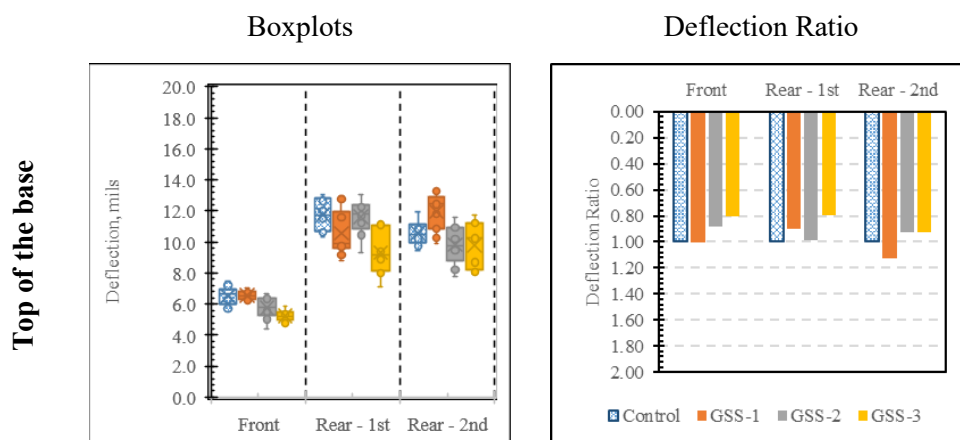 Boxplots
Deflection Ratio
Top of the base
Deflection, mils
20.0
18.0
16.0
14.0
12.0
10.0
8.0
6.0
4.0
2.0
0.0
Front Rear - 1st Rear - 2nd
Front Rear - 1st Rear - 2nd
Deflection Ratio
0.00
0.20
0.40
0.60
0.80
1.00
1.20
1.40
1.60
1.80
2.00
Control GSS-1 GSS-2 GSS-3